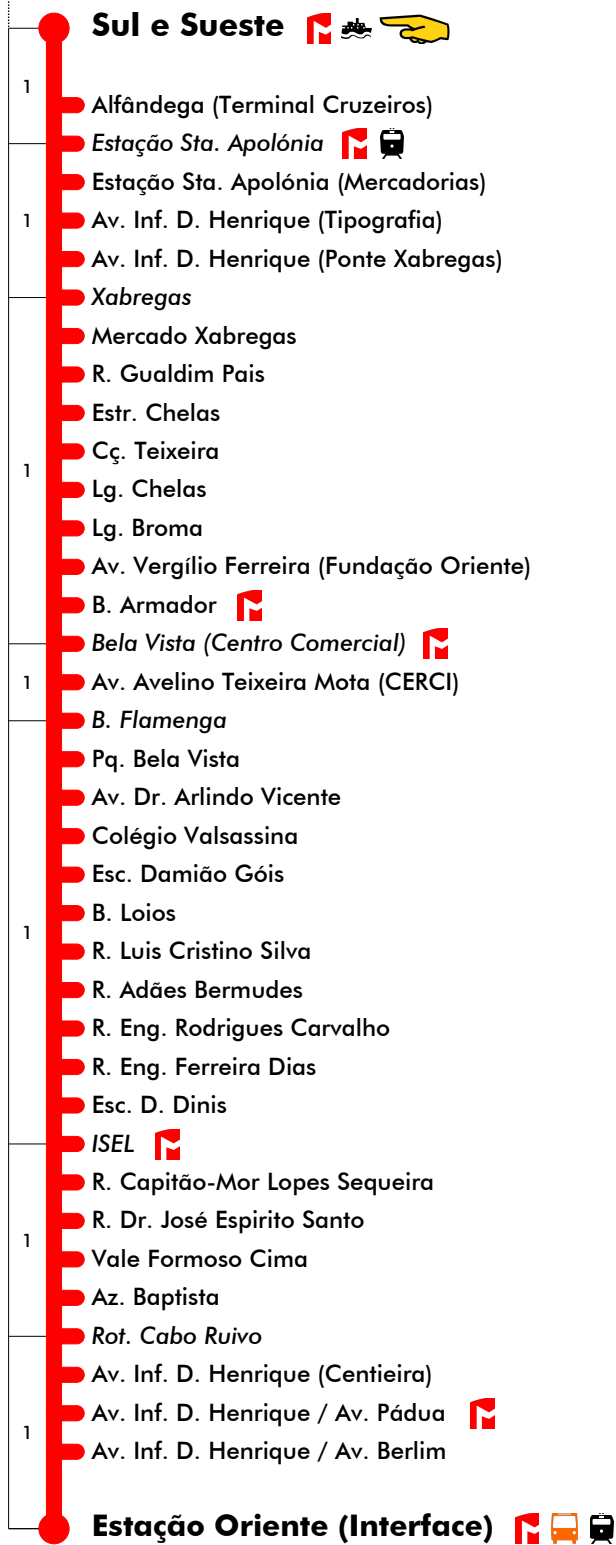 Sul e Sueste
1
Alfândega (Terminal Cruzeiros)
Estação Sta. Apolónia
Estação Sta. Apolónia (Mercadorias)
1
Av. Inf. D. Henrique (Tipografia)
Av. Inf. D. Henrique (Ponte Xabregas)
Xabregas
Mercado Xabregas
R. Gualdim Pais
Estr. Chelas
Cç. Teixeira
1
Lg. Chelas
Lg. Broma
Av. Vergílio Ferreira (Fundação Oriente)
B. Armador
Bela Vista (Centro Comercial)
1
Av. Avelino Teixeira Mota (CERCI)
B. Flamenga
Pq. Bela Vista
Av. Dr. Arlindo Vicente
Colégio Valsassina
Esc. Damião Góis
B. Loios
1
R. Luis Cristino Silva
R. Adães Bermudes
R. Eng. Rodrigues Carvalho
R. Eng. Ferreira Dias
Esc. D. Dinis
ISEL
R. Capitão-Mor Lopes Sequeira
R. Dr. José Espirito Santo
1
Vale Formoso Cima
Az. Baptista
Rot. Cabo Ruivo
Av. Inf. D. Henrique (Centieira)
Av. Inf. D. Henrique / Av. Pádua
1
Av. Inf. D. Henrique / Av. Berlim
Estação Oriente (Interface)